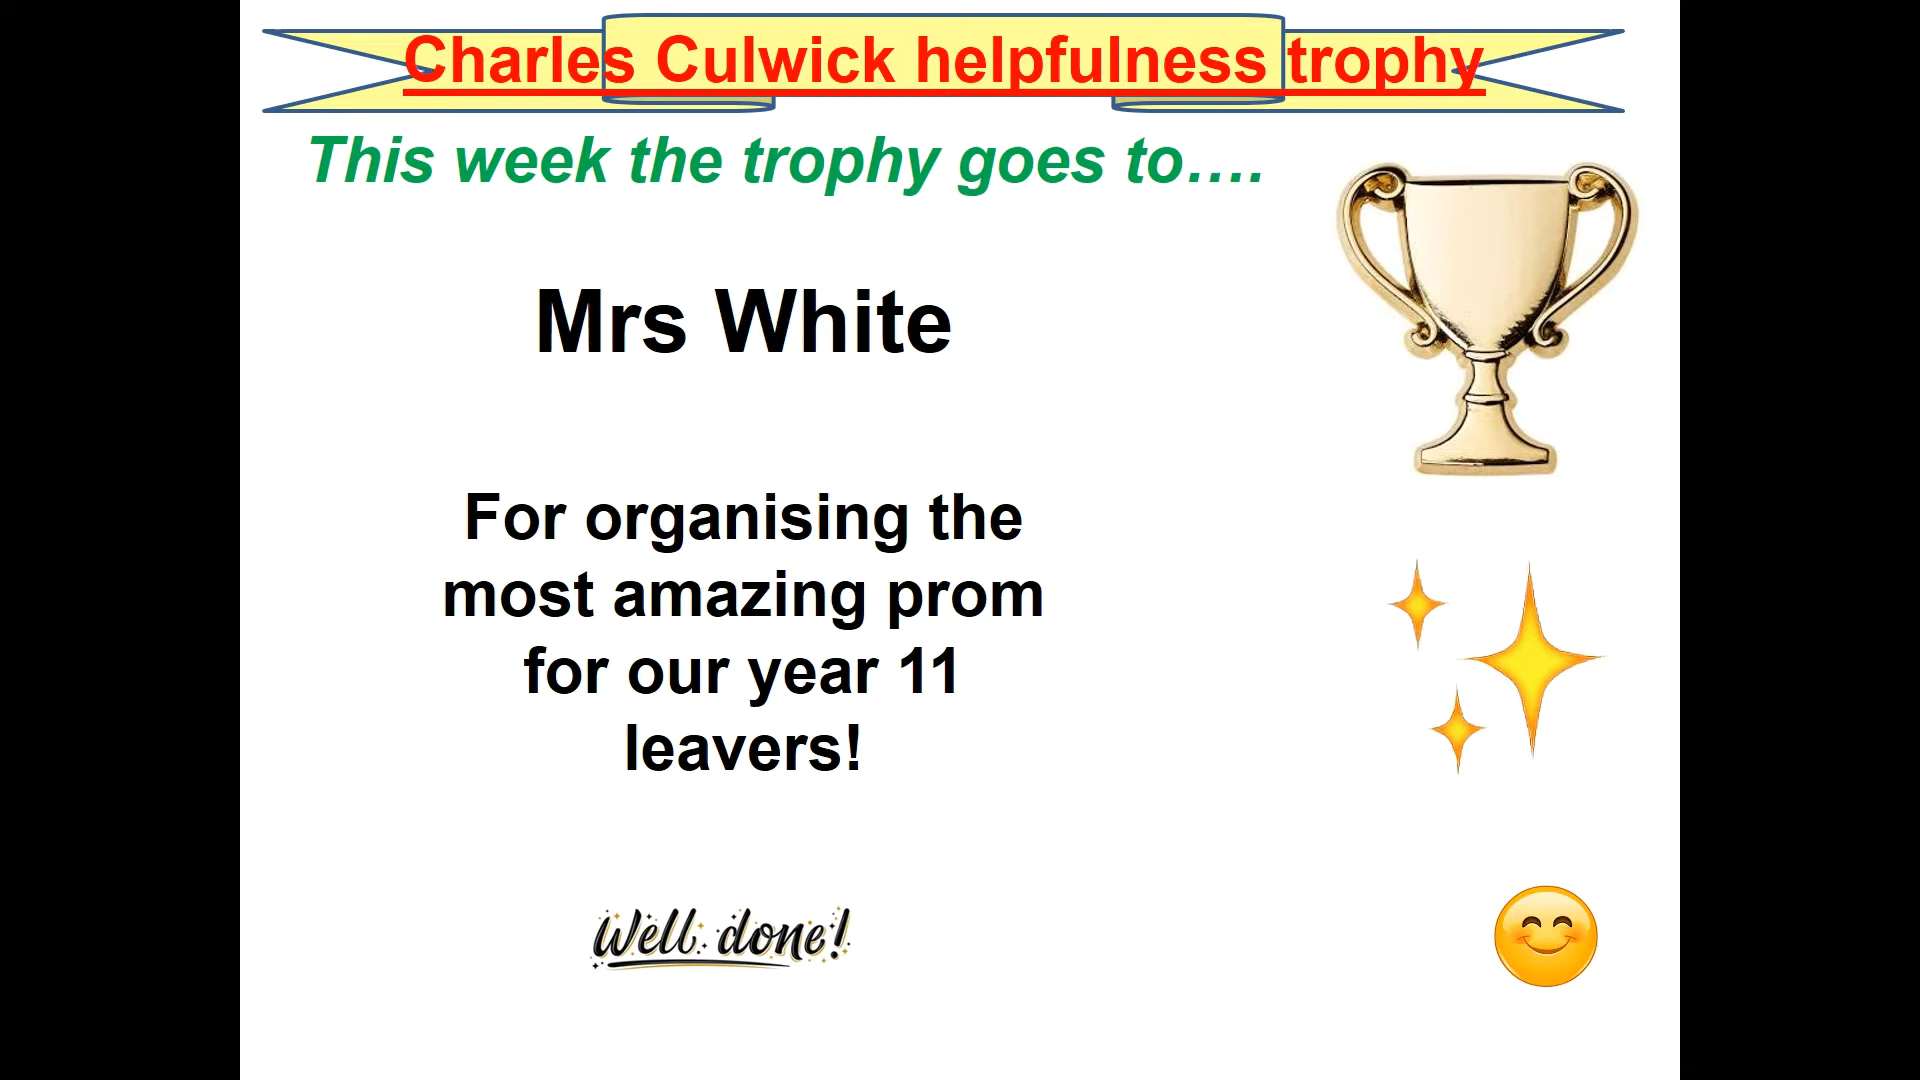 Charles Culwick helpfulness trophy
This week the trophy goes to….
Mrs White
For organising the
most amazing prom
for our year 11
leavers!
Well done!